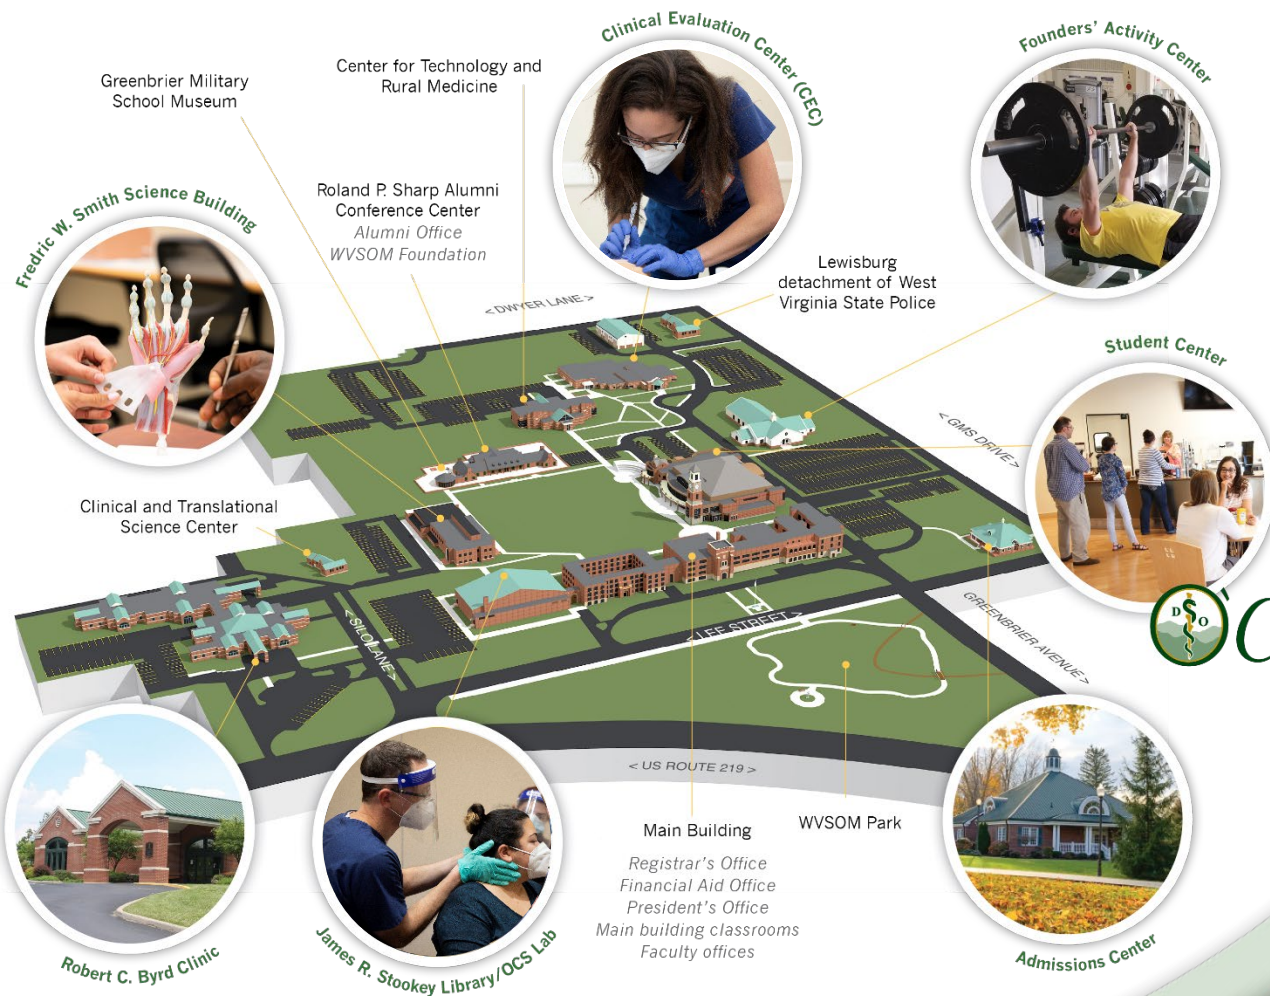 Clinical Evaluation Center (CEC)
Founders’ Activity Center
Greenbrier Military
School Museum
Center for Technology and
Rural Medicine
Roland P. Sharp Alumni
Conference Center
Alumni Office
WVSOM Foundation
Fredric W. Smith Science Building
Lewisburg
detachment of West
Virginia State Police
< DWYER LANE >
Student Center
< GMS DRIVE >
Clinical and Translational
Science Center
< SILO LANE >
< LEE STREET >
GREENBRIER AVENUE >
D O
< US ROUTE 219 >
Main Building
Registrar’s Office
Financial Aid Office
President’s Office
Main building classrooms
Faculty offices
WVSOM Park
Robert C. Byrd Clinic
James R. Stookey Library/OCS Lab
Admissions Center